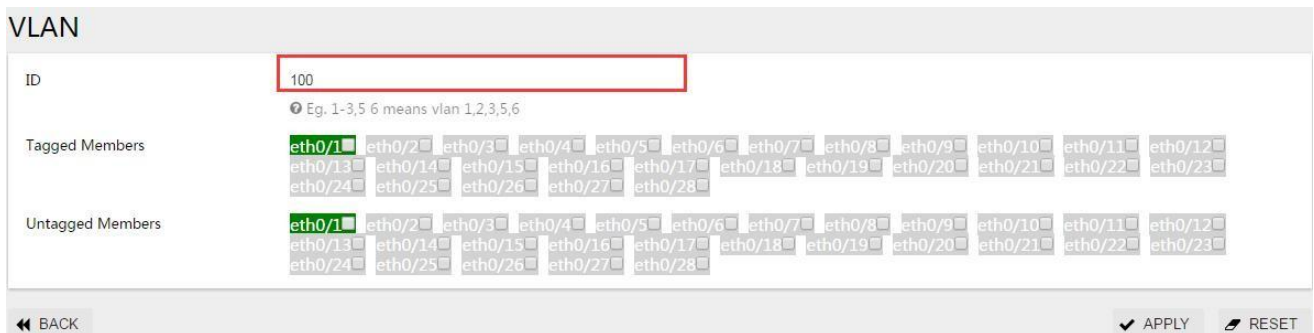 VLAN
ID
100
Eg. 1-3,5 6 means vlan 1,2,3,5,6
Tagged Members
eth0/1 eth0/2 eth0/3 eth0/4 eth0/5 eth0/6 eth0/7 eth0/8 eth0/9 eth0/10 eth0/11 eth0/12
eth0/13 eth0/14 eth0/15 eth0/16 eth0/17 eth0/18 eth0/19 eth0/20 eth0/21 eth0/22 eth0/23
eth0/24 eth0/25 eth0/26 eth0/27 eth0/28
Untagged Members
eth0/1 eth0/2 eth0/3 eth0/4 eth0/5 eth0/6 eth0/7 eth0/8 eth0/9 eth0/10 eth0/11 eth0/12
eth0/13 eth0/14 eth0/15 eth0/16 eth0/17 eth0/18 eth0/19 eth0/20 eth0/21 eth0/22 eth0/23
eth0/24 eth0/25 eth0/26 eth0/27 eth0/28
BACK
APPLY
RESET